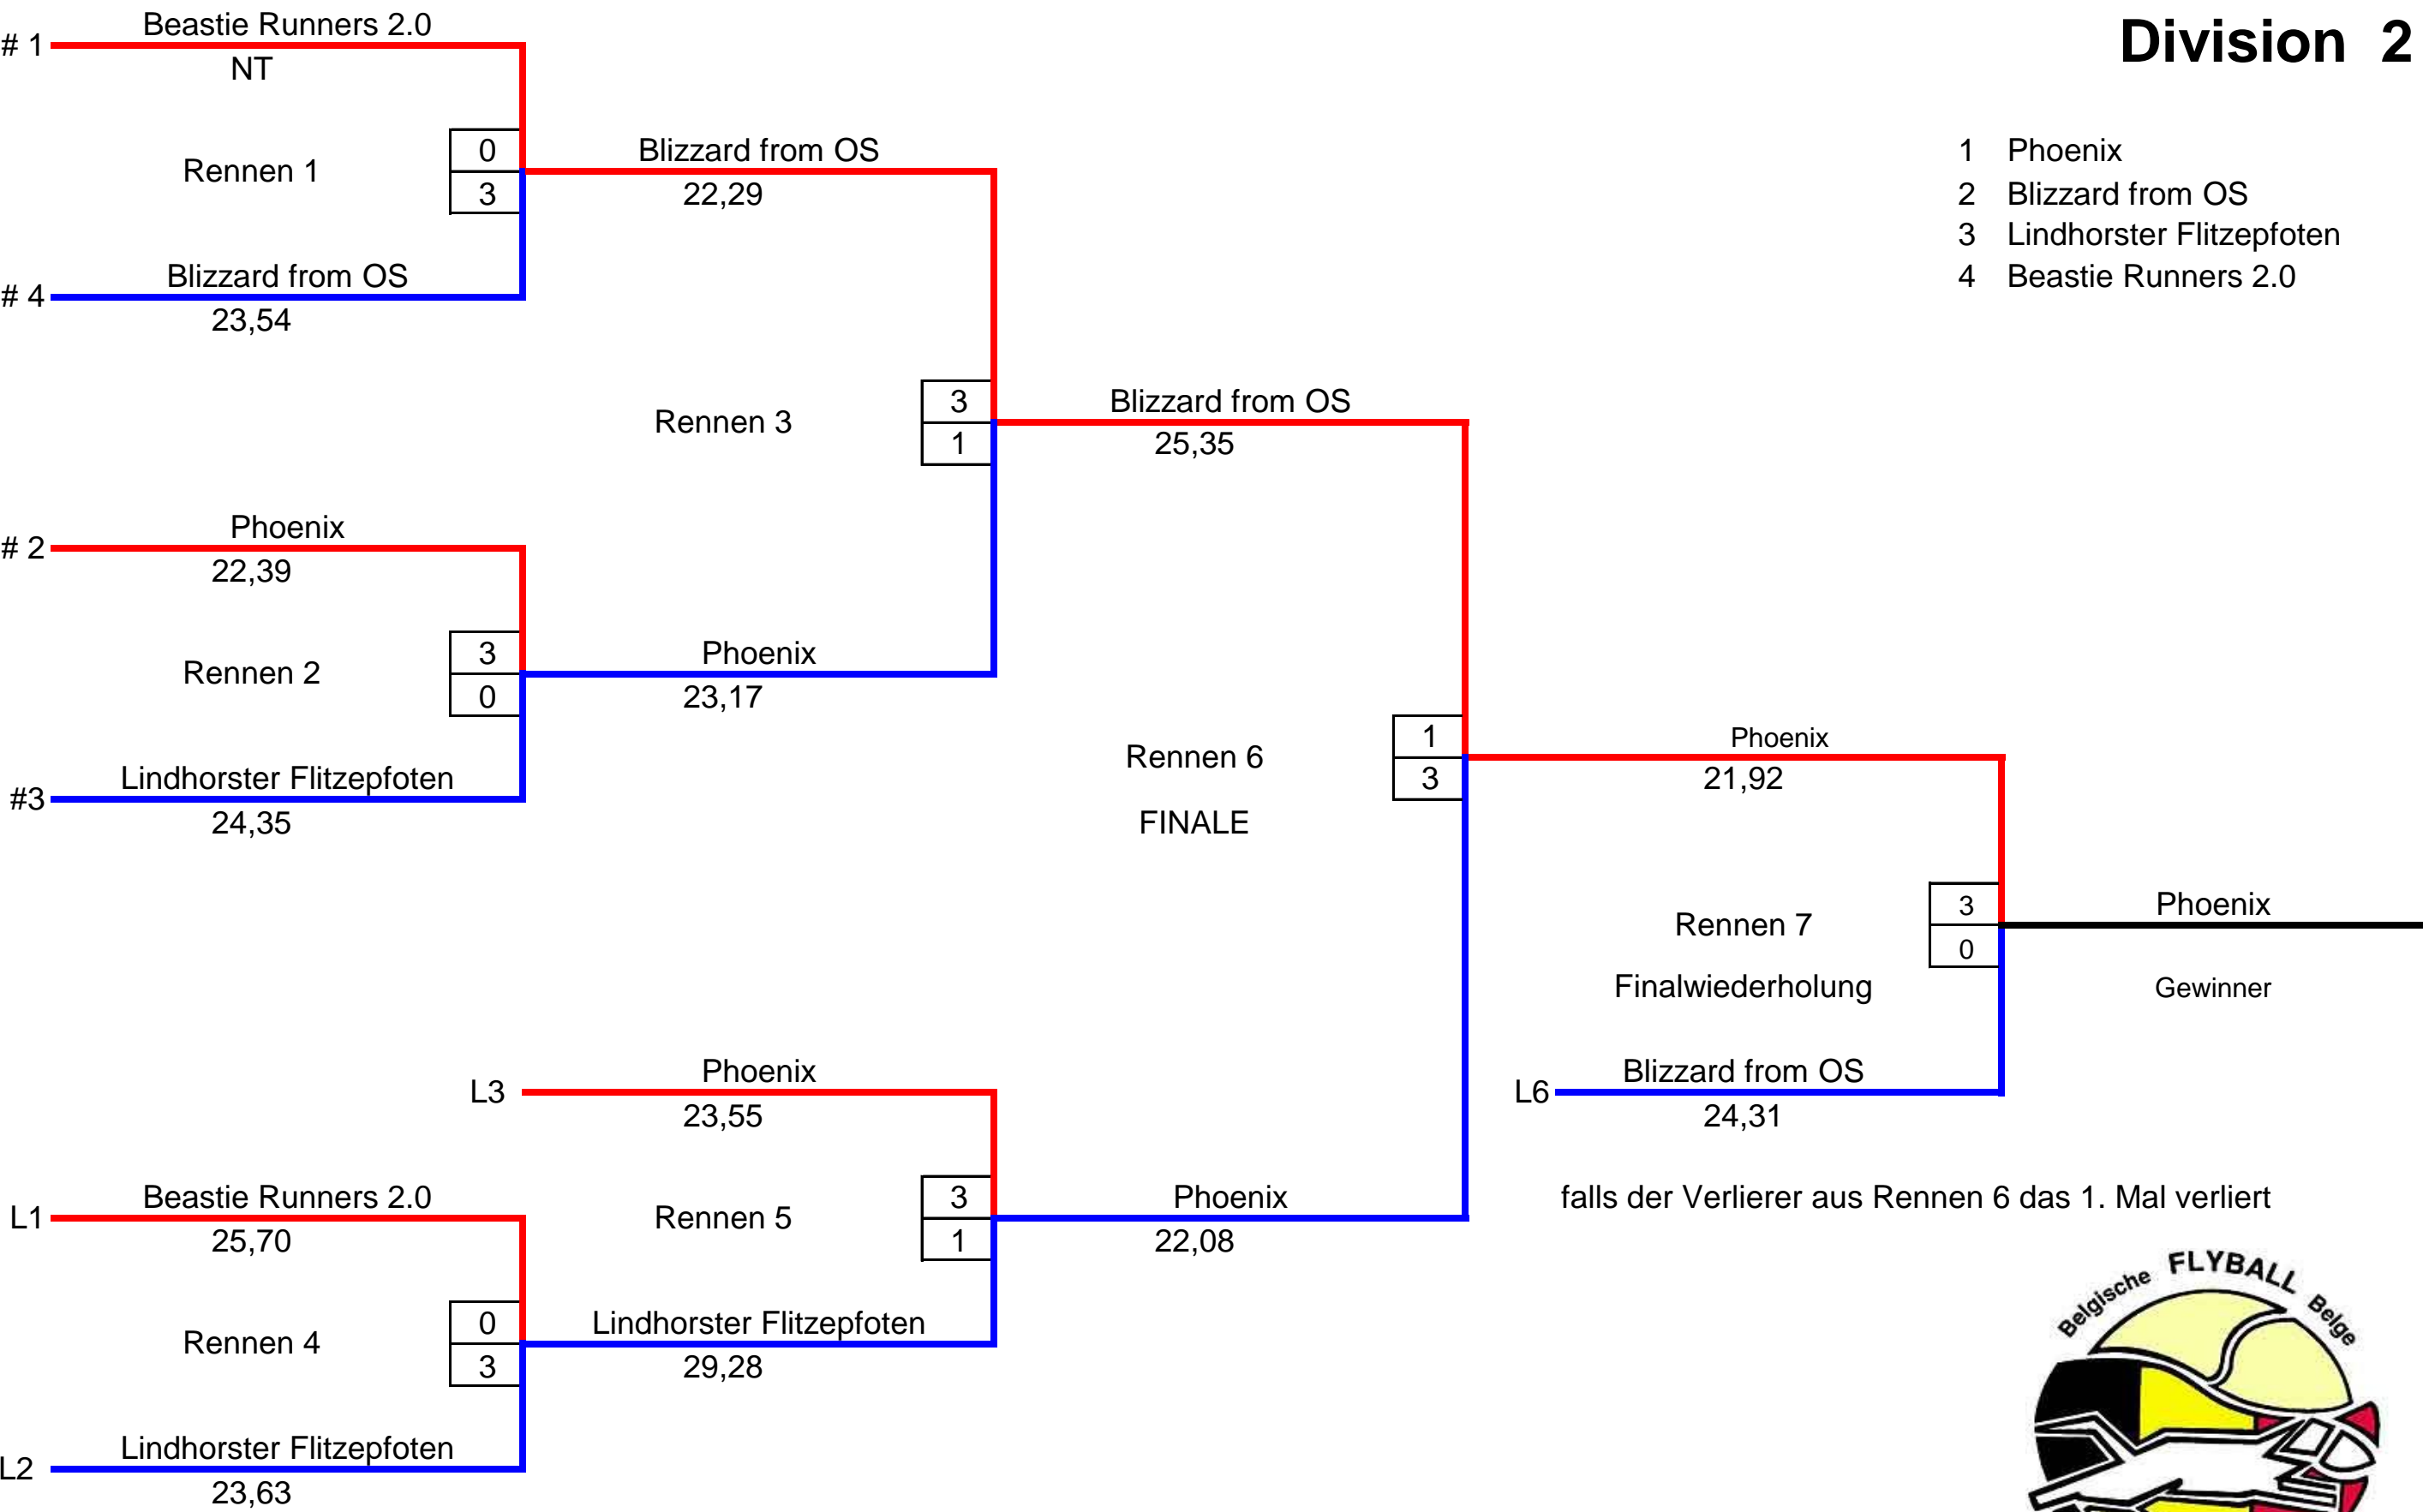 Division 2
1 Phoenix
2 Blizzard from OS
3 Lindhorster Flitzepfoten
4 Beastie Runners 2.0
# 1
Beastie Runners 2.0
NT
Rennen 1
0
3
# 4
Blizzard from OS
23,54
Blizzard from OS
22,29
Rennen 3
3
1
Blizzard from OS
25,35
# 2
Phoenix
22,39
Rennen 2
3
0
#3
Lindhorster Flitzepfoten
24,35
Phoenix
23,17
Rennen 6
FINALE
1
3
Phoenix
21,92
Rennen 7
Finalwiederholung
3
0
Phoenix
Gewinner
L6
Blizzard from OS
24,31
falls der Verlierer aus Rennen 6 das 1. Mal verliert
L3
Phoenix
23,55
Rennen 5
3
1
Phoenix
22,08
L1
Beastie Runners 2.0
25,70
Rennen 4
0
3
Lindhorster Flitzepfoten
29,28
L2
Lindhorster Flitzepfoten
23,63
Belgische FLYBALL Belge